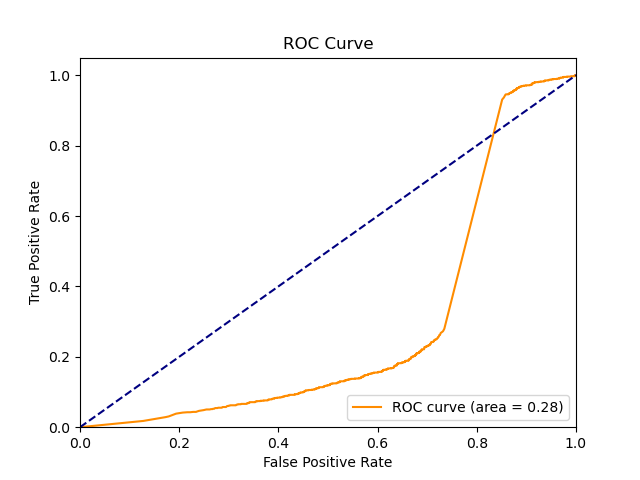 ROC Curve
True Positive Rate
1.0
0.8
0.6
0.4
0.2
0.0
ROC curve (area = 0.28)
0.0 0.2 0.4 0.6 0.8 1.0
False Positive Rate